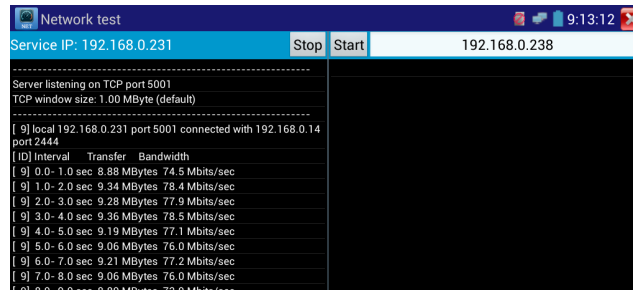 NET
Network test
9:13:12
Service IP: 192.168.0.231
Stop
Start
192.168.0.238
------------------------------------------------------------
Server listening on TCP port 5001
TCP window size: 1.00 MByte (default)
------------------------------------------------------------
[ 9] local 192.168.0.231 port 5001 connected with 192.168.0.14
port 2444
[ ID] Interval Transfer Bandwidth
[ 9] 0.0- 1.0 sec 8.88 MBytes 74.5 Mbits/sec
[ 9] 1.0- 2.0 sec 9.34 MBytes 78.4 Mbits/sec
[ 9] 2.0- 3.0 sec 9.28 MBytes 77.9 Mbits/sec
[ 9] 3.0- 4.0 sec 9.36 MBytes 78.5 Mbits/sec
[ 9] 4.0- 5.0 sec 9.19 MBytes 77.1 Mbits/sec
[ 9] 5.0- 6.0 sec 9.06 MBytes 76.0 Mbits/sec
[ 9] 6.0- 7.0 sec 9.21 MBytes 77.2 Mbits/sec
[ 9] 7.0- 8.0 sec 9.06 MBytes 76.0 Mbits/sec